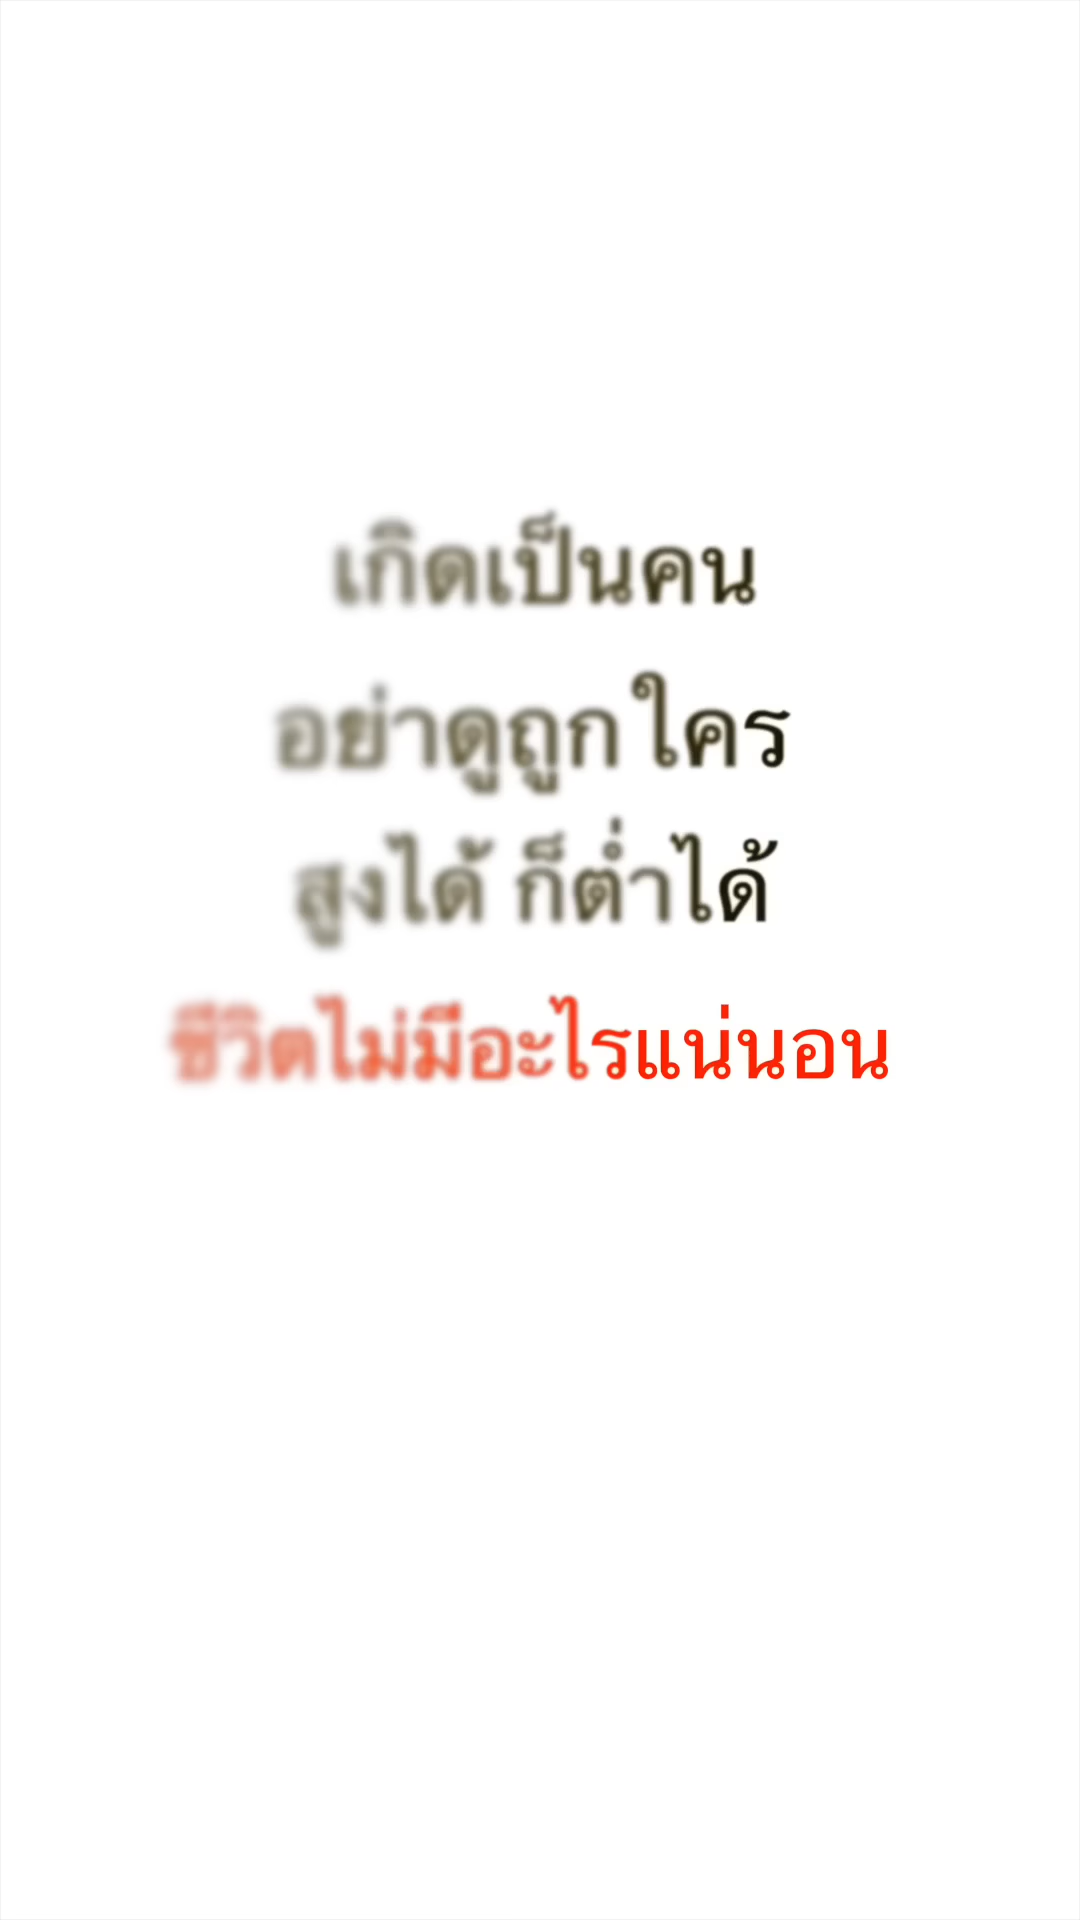 เกิดเป็นคน
อย่าดูถูกใคร
สูงได้ ก็ต่ำได้
ชีวิตไม่มีอะไรแน่นอน